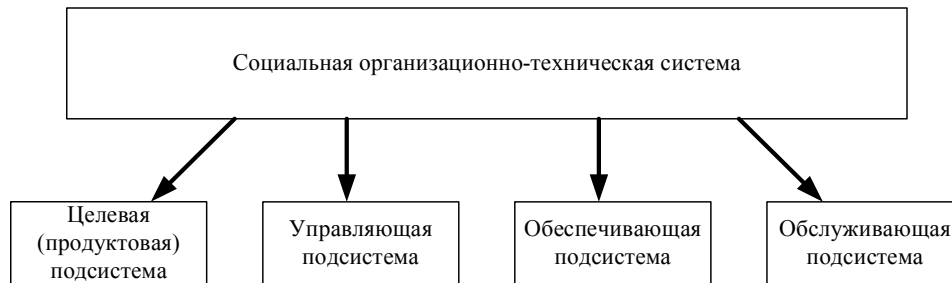 Социальная организационно-техническая система
Целевая
(продуктовая)
подсистема
Управляющая
подсистема
Обеспечивающая
подсистема
Обслуживающая
подсистема